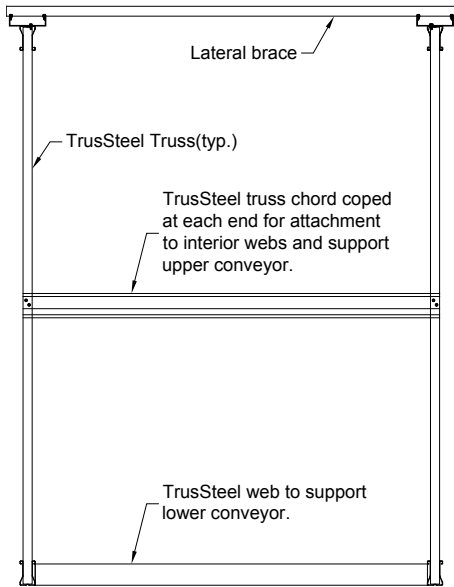 Lateral brace
TrusSteel Truss(typ.)
TrusSteel truss chord coped
at each end for attachment
to interior webs and support
upper conveyor.
TrusSteel web to support
lower conveyor.